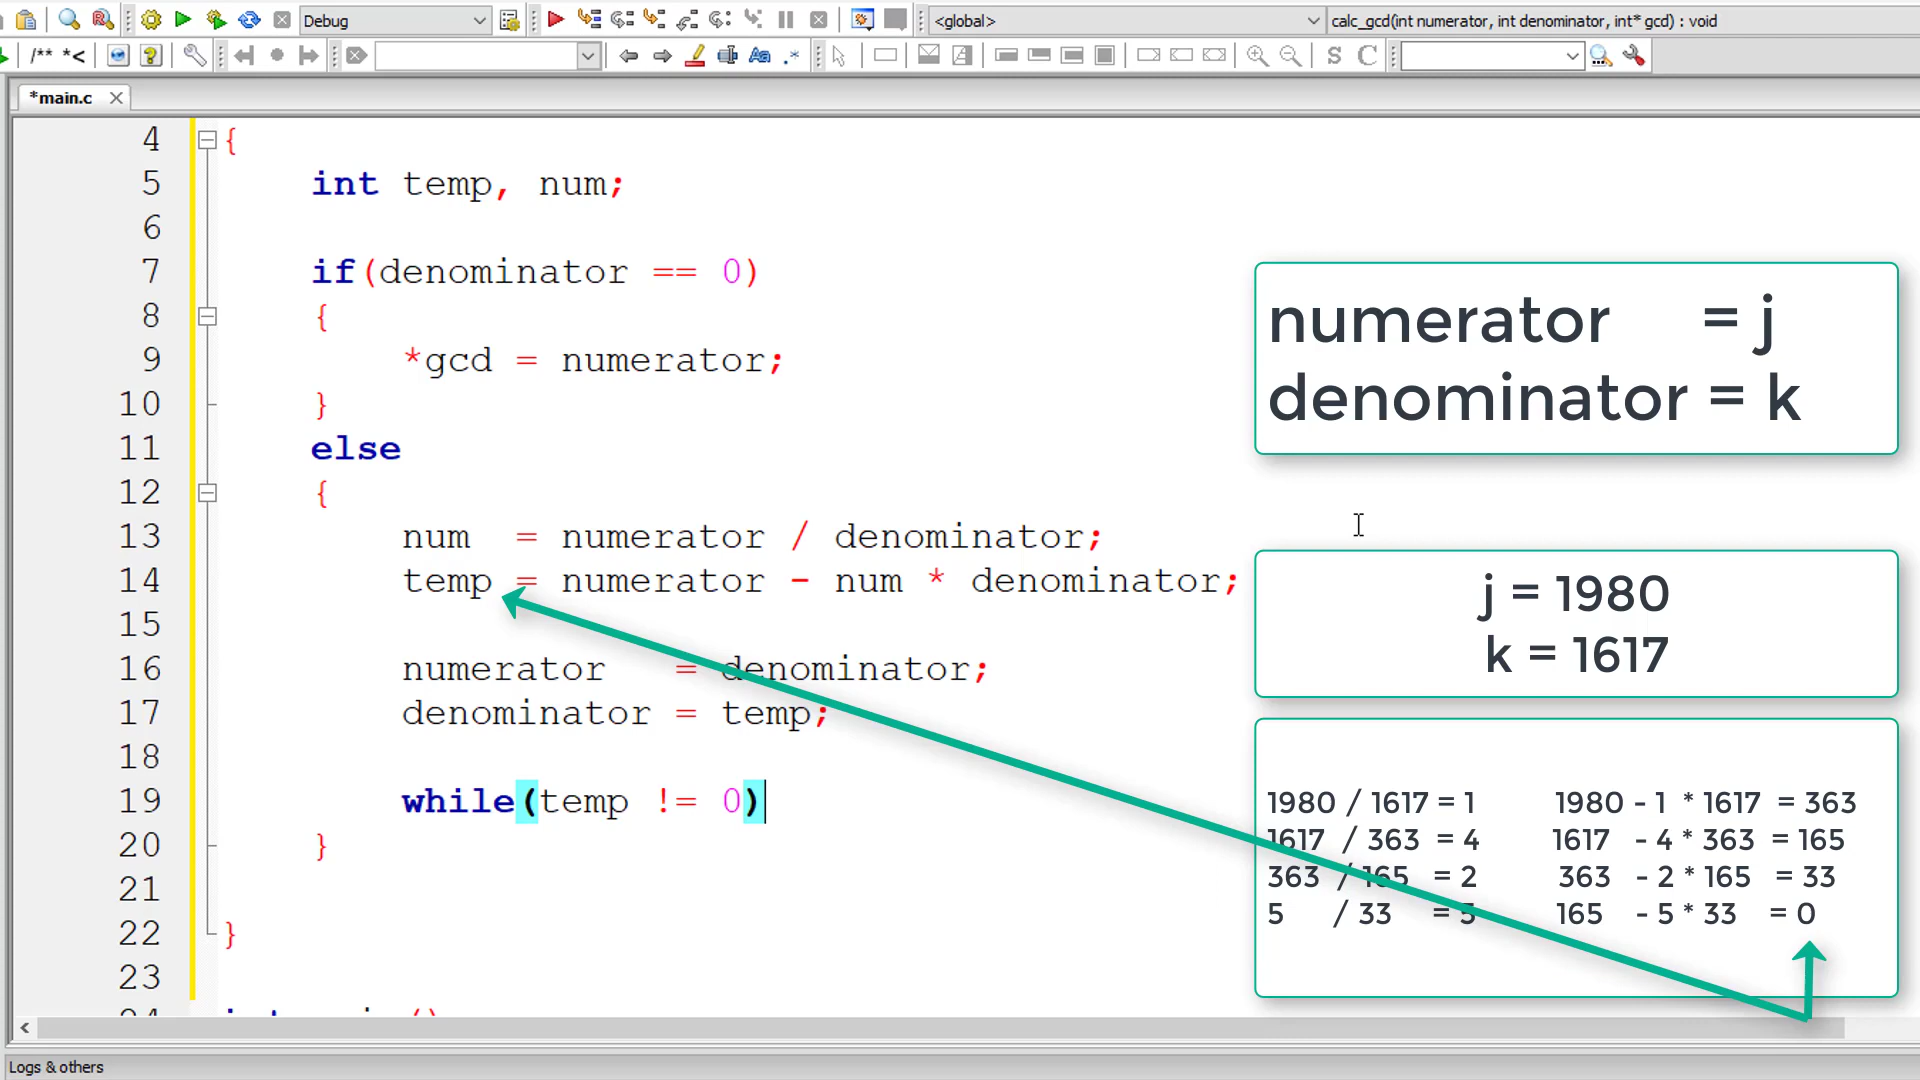 Debug
<global>
calc_gcd(int numerator, int denominator, int* gcd) : void
/** *<
Aa
.*
S
C
*main.c
4 {
5 int temp, num;
6
7 if(denominator == 0)
8 {
9 *gcd = numerator;
10 }
11 else
12 {
13 num = numerator / denominator;
14 temp = numerator - num * denominator;
15
16 numerator = denominator;
17 denominator = temp;
18
19 while(temp != 0)
20 }
21
22 }
23
numerator = j
denominator = k
j = 1980
k = 1617
1980 / 1617 = 1 1980 - 1 * 1617 = 363
1617 / 363 = 4 1617 - 4 * 363 = 165
363 / 165 = 2 363 - 2 * 165 = 33
5 / 33 = 5 165 - 5 * 33 = 0
Logs & others